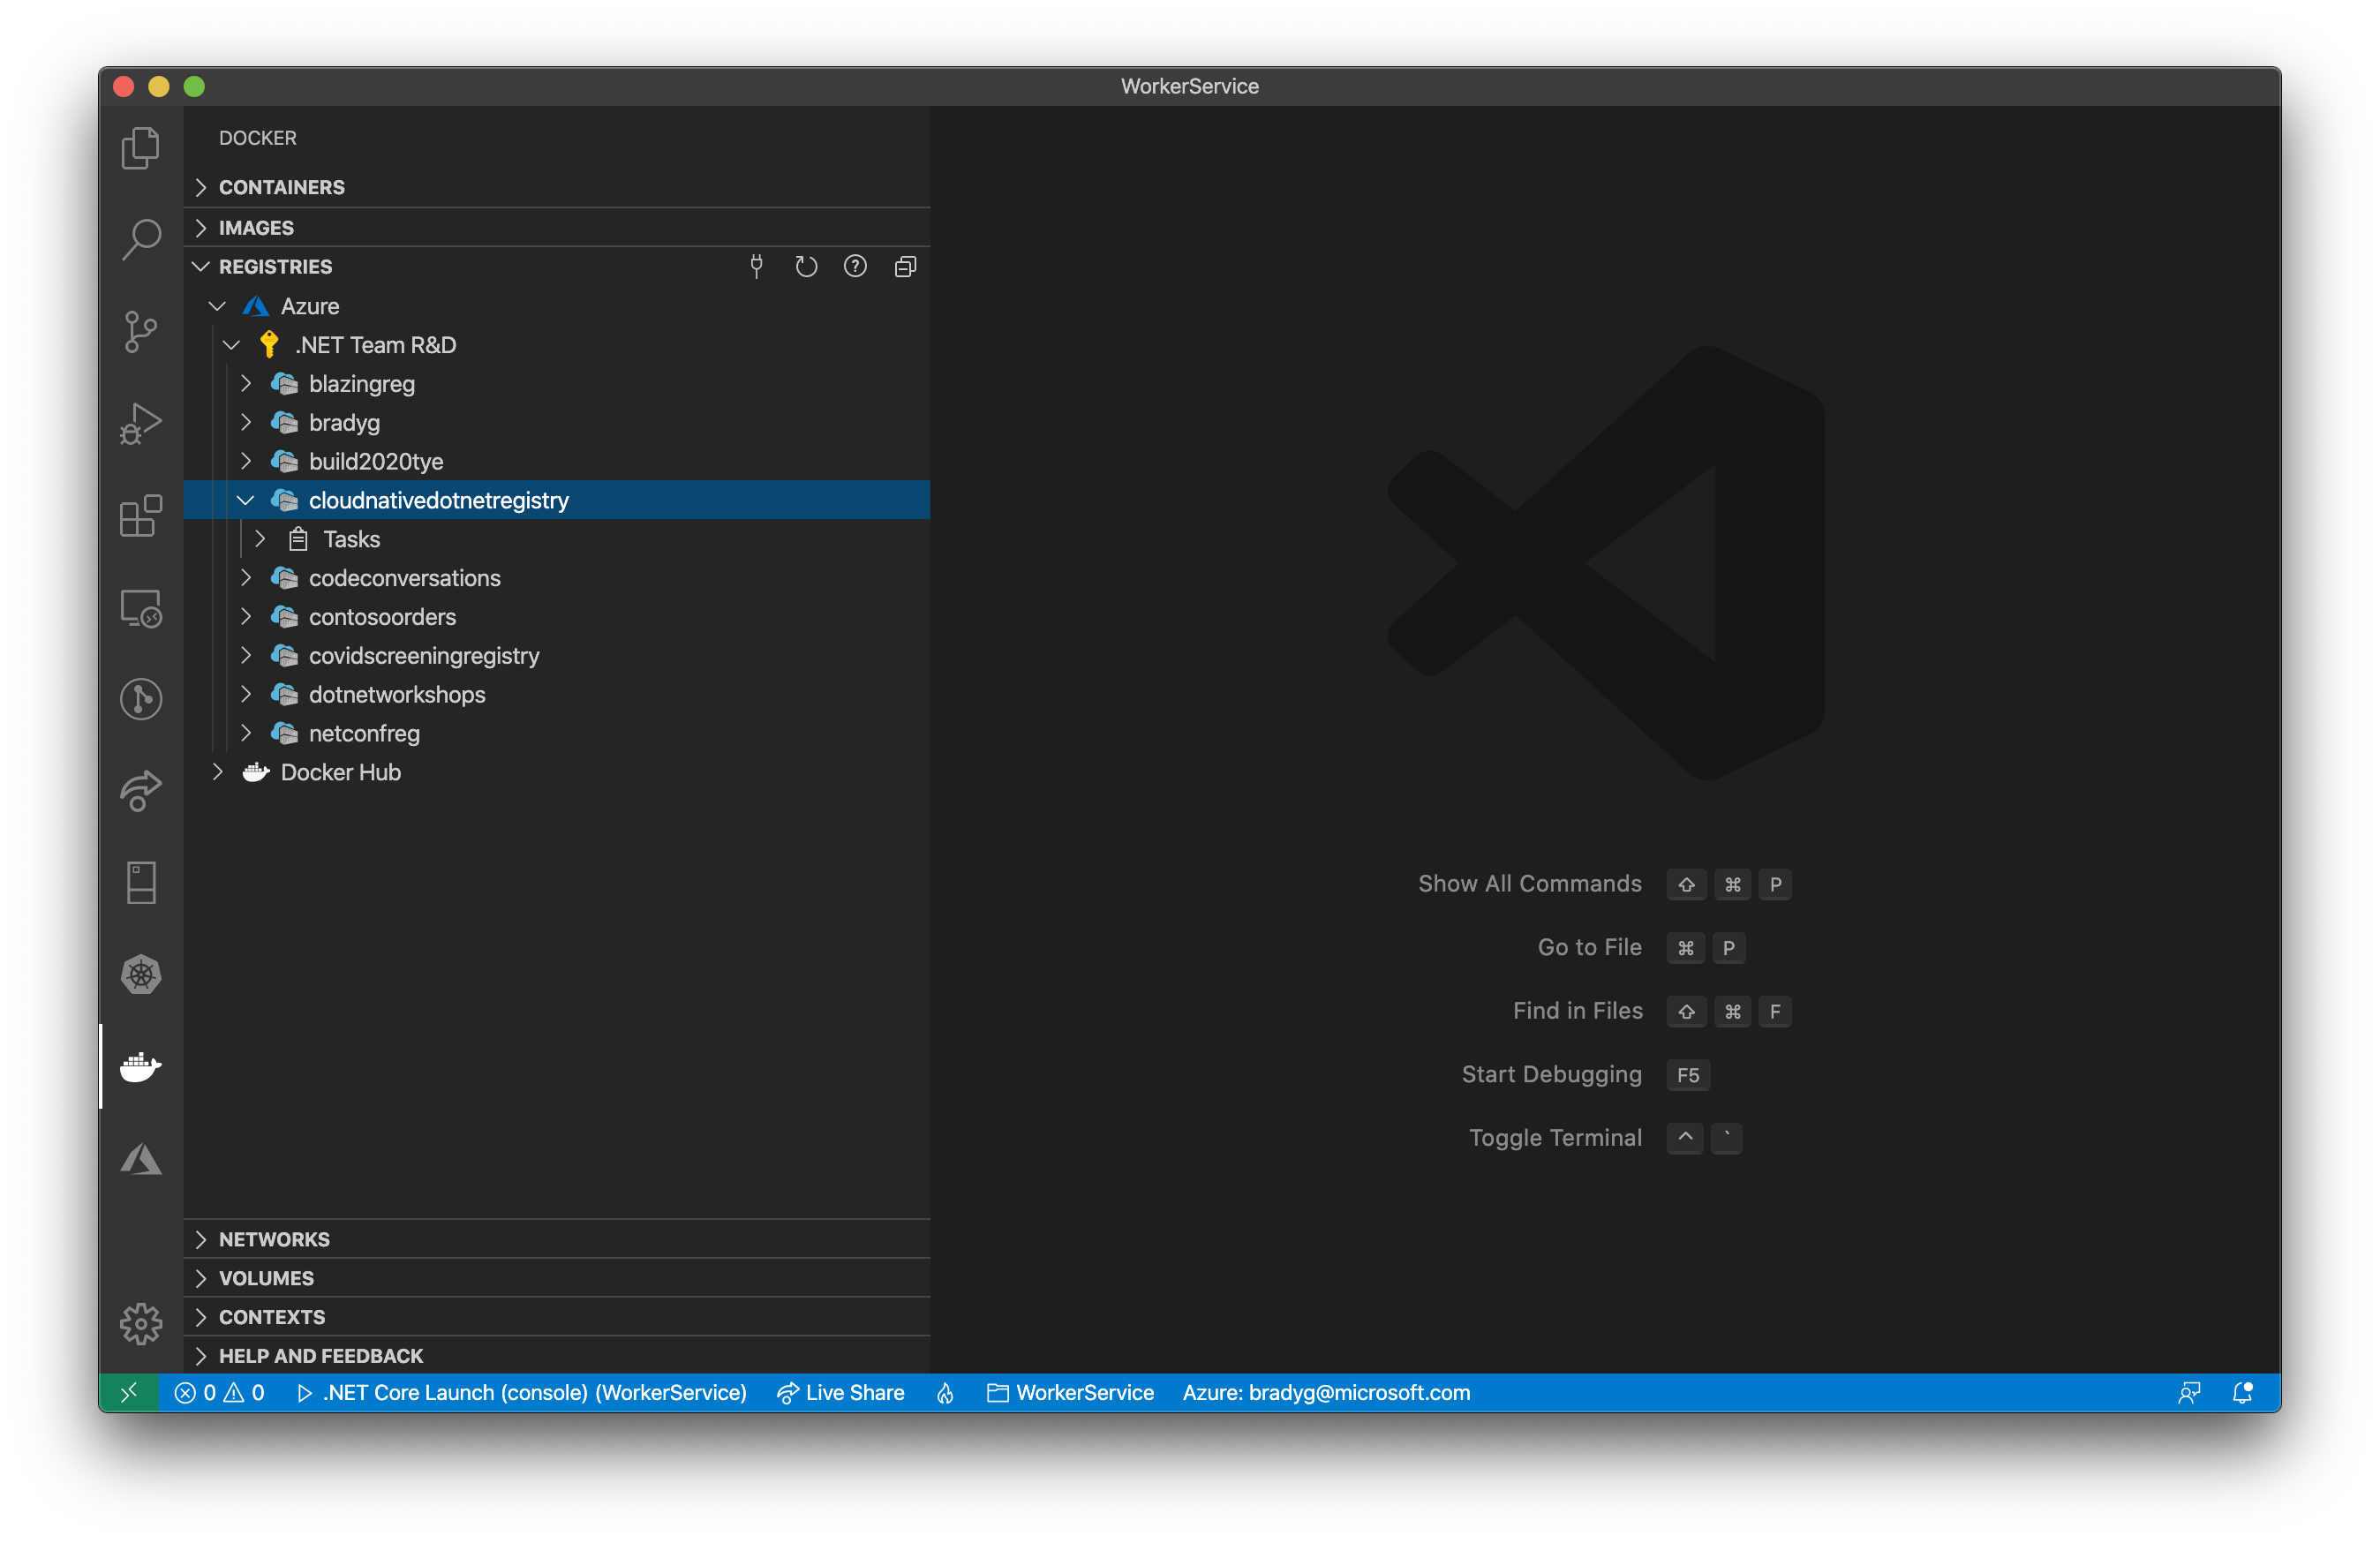 WorkerService
DOCKER
CONTAINERS
IMAGES
REGISTRIES
Azure
.NET Team R&D
blazingreg
bradyg
build2020tye
cloudnativedotnetregistry
Tasks
codeconversations
contosoorders
covidscreeningregistry
dotnetworkshops
netconfreg
Docker Hub
NETWORKS
VOLUMES
CONTEXTS
HELP AND FEEDBACK
Show All Commands ⇧ ⌘ P
Go to File ⌘ P
Find in Files ⇧ ⌘ F
Start Debugging F5
Toggle Terminal ^ `
0 0 .NET Core Launch (console) (WorkerService) Live Share WorkerService Azure: bradyg@microsoft.com